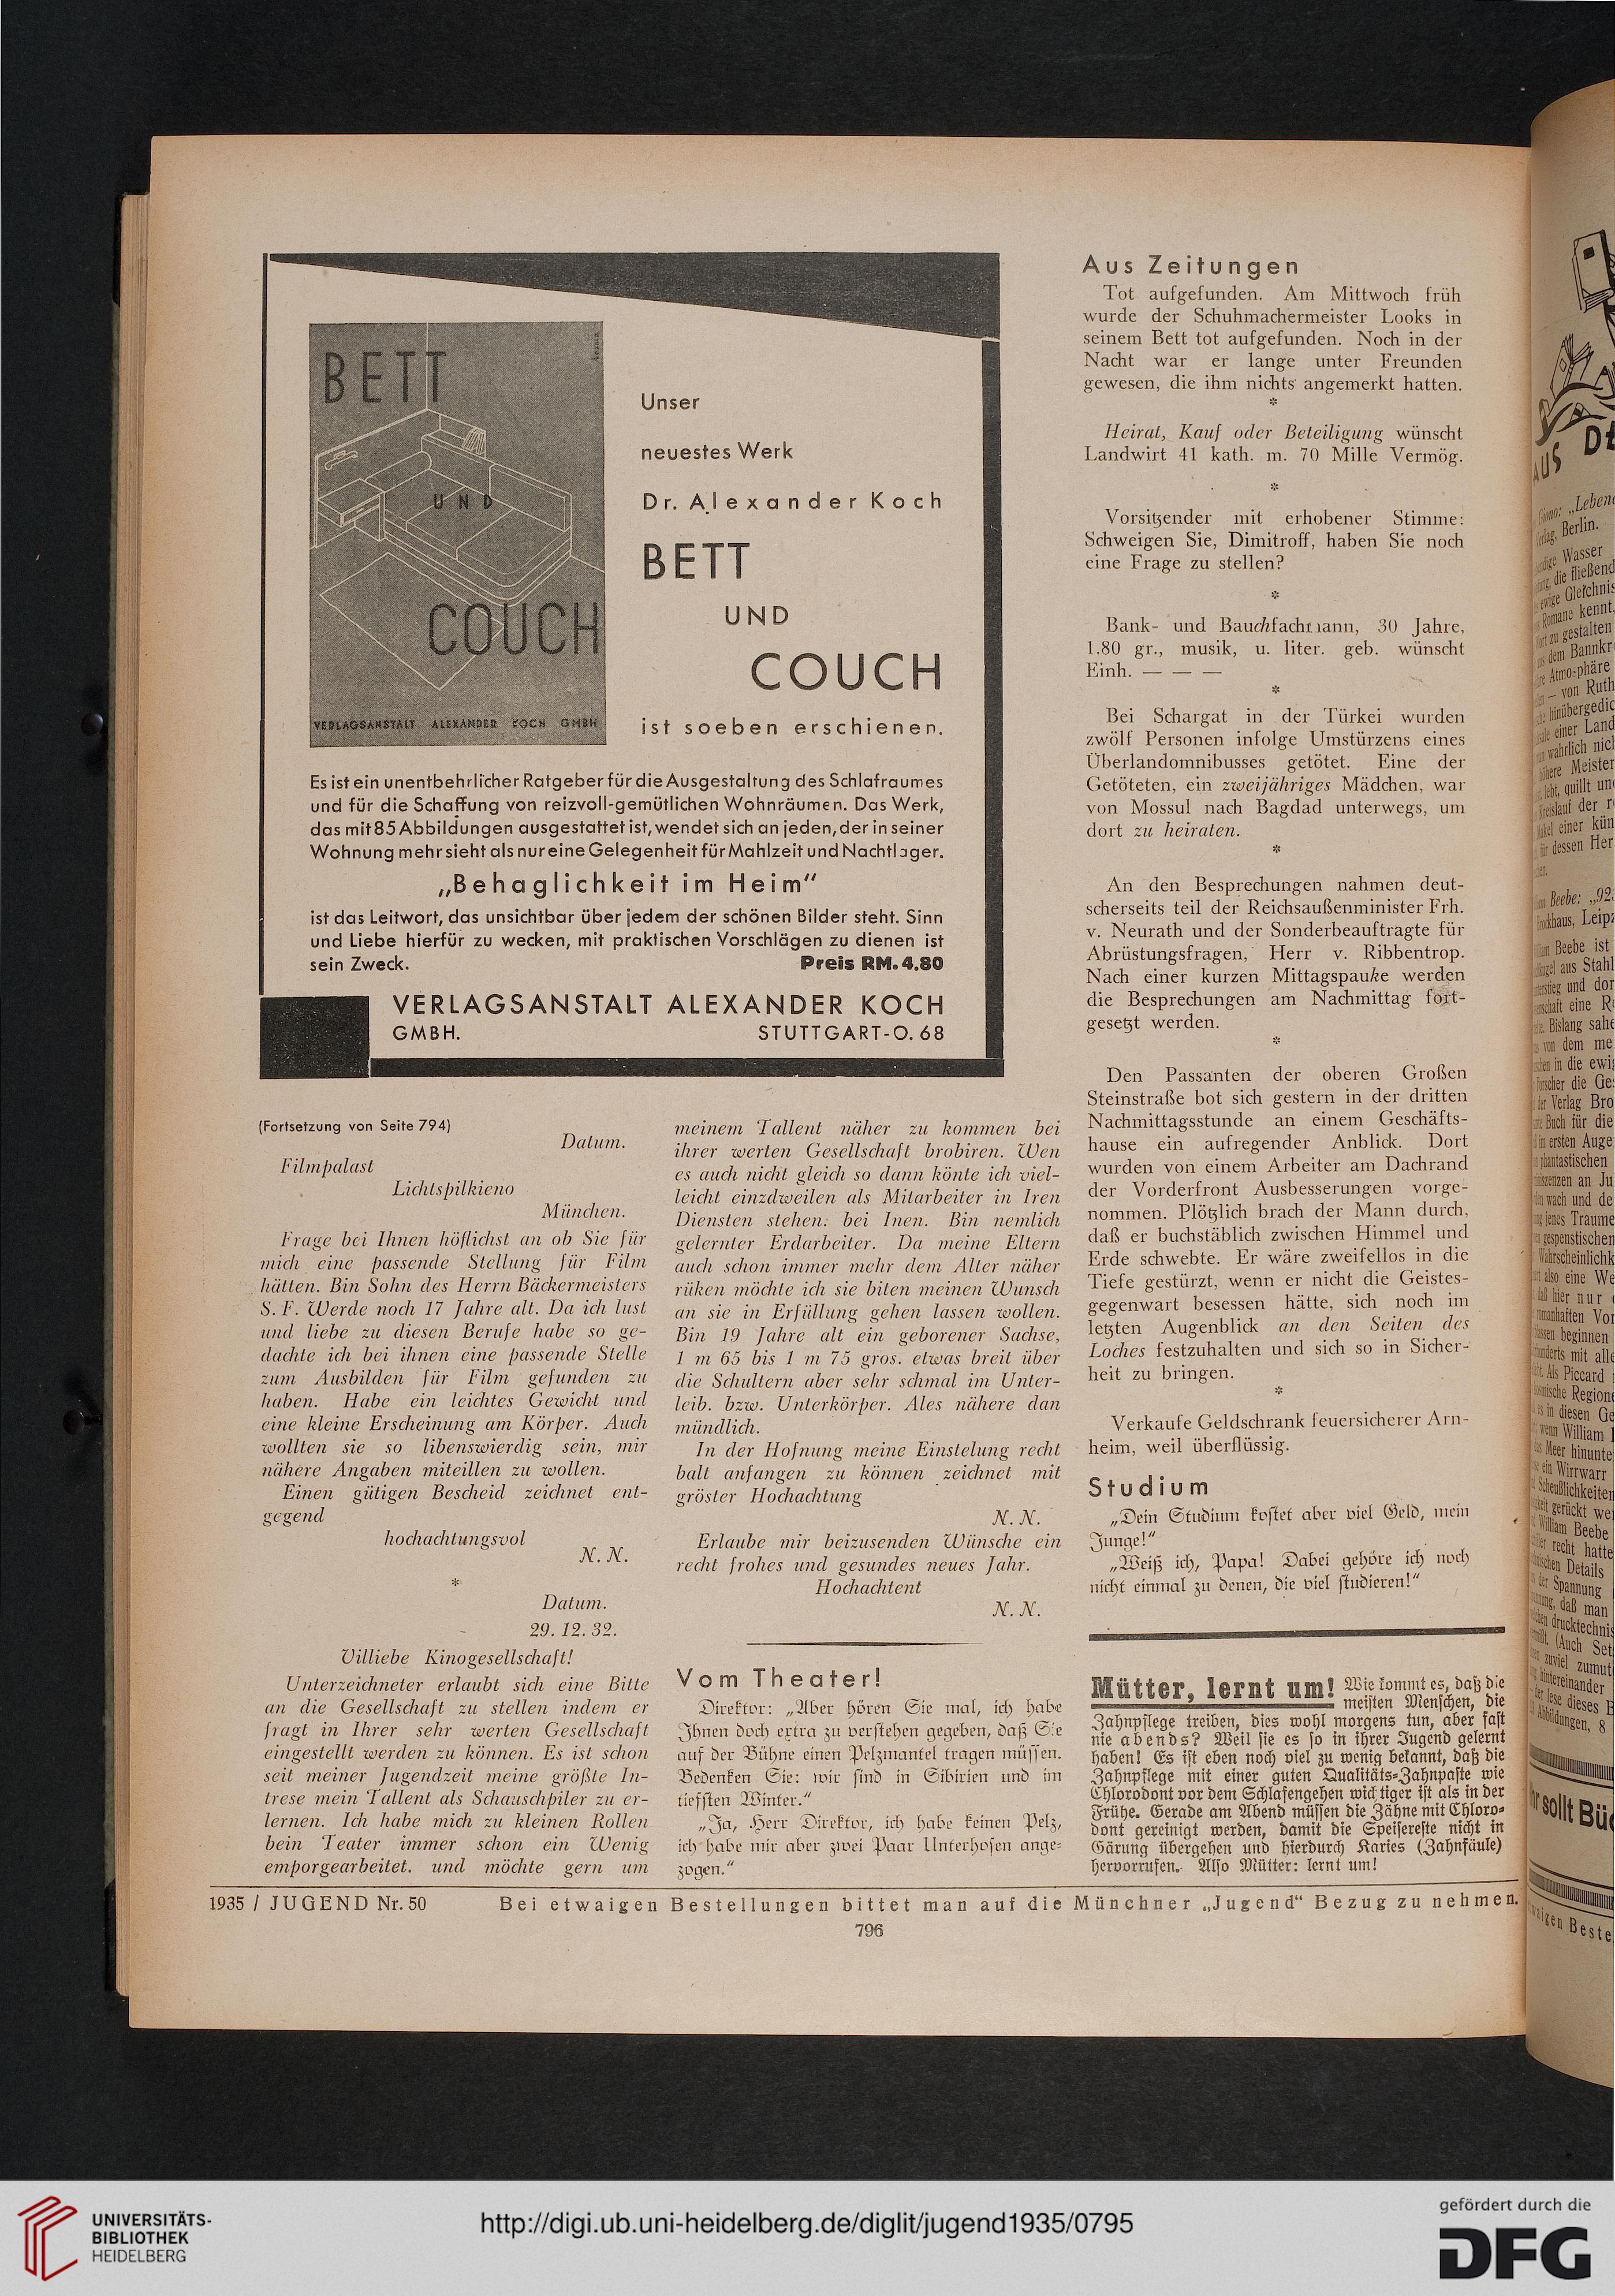 BETT
UND
COUCH
VERLAGSANSTALT ALEXANDER KOCH GMBH
Unser
neuestes Werk
Dr. Alexander Koch
BETT
UND
COUCH
ist soeben erschienen.
Es ist ein unentbehrlicher Ratgeber für die Ausgestaltung des Schlafraumes
und für die Schaffung von reizvoll-gemütlichen Wohnräumen. Das Werk,
das mit 85 Abbildungen ausgestattet ist, wendet sich an jeden, der in seiner
Wohnung mehr sieht als nur eine Gelegenheit für Mahlzeit und Nachtlager.
„Behaglichkeit im Heim“
ist das Leitwort, das unsichtbar über jedem der schönen Bilder steht. Sinn
und Liebe hierfür zu wecken, mit praktischen Vorschlägen zu dienen ist
sein Zweck. Preis RM. 4.80
VERLAGSANSTALT ALEXANDER KOCH
GMBH. STUTTGART-O. 68
(Fortsetzung von Seite 794)
Datum.
Filmpalast
Lichtspilkieno
München.
Frage bei Ihnen höflichst an ob Sie für
mich eine passende Stellung für Film
hätten. Bin Sohn des Herrn Bäckermeisters
S. F. Werde noch 17 Jahre alt. Da ich lust
und liebe zu diesen Berufe habe so ge-
dachte ich bei ihnen eine passende Stelle
zum Ausbilden für Film gefunden zu
haben. Habe ein leichtes Gewicht und
eine kleine Erscheinung am Körper. Auch
wollten sie so libenswierdig sein, mir
nähere Angaben miteillen zu wollen.
Einen gütigen Bescheid zeichnet ent-
gegend
hochachtungsvol
N. N.
*
Datum.
29. 12. 32.
Villiebe Kinogesellschaft!
Unterzeichneter erlaubt sich eine Bitte
an die Gesellschaft zu stellen indem er
fragt in Ihrer sehr werten Gesellschaft
eingestellt werden zu können. Es ist schon
seit meiner Jugendzeit meine größte In-
trese mein Tallent als Schauschpiler zu er-
lernen. Ich habe mich zu kleinen Rollen
bein Teater immer schon ein Wenig
emporgearbeitet. und möchte gern um
meinem Tallent näher zu kommen bei
ihrer werten Gesellschaft brobiren. Wen
es auch nicht gleich so dann könte ich viel-
leicht einzdweilen als Mitarbeiter in Iren
Diensten stehen. bei Inen. Bin nemlich
gelernter Erdarbeiter. Da meine Eltern
auch schon immer mehr dem Alter näher
rüken möchte ich sie biten meinen Wunsch
an sie in Erfüllung gehen lassen wollen.
Bin 19 Jahre alt ein geborener Sachse,
1 m 65 bis 1 m 75 gros. etwas breit über
die Schultern aber sehr schmal im Unter-
leib. bzw. Unterkörper. Ales nähere dan
mündlich.
In der Hofnung meine Einstelung recht
balt anfangen zu können zeichnet mit
gröster Hochachtung
N. N.
Erlaube mir beizusenden Wünsche ein
recht frohes und gesundes neues Jahr.
Hochachtent
N. N.
Vom Theater!
Direktor: „Aber hören Sie mal, ich habe
Ihnen doch extra zu verstehen gegeben, daß Sie
auf der Bühne einen Pelzmantel tragen müssen.
Bedenken Sie: wir sind in Sibirien und im
tiefsten Winter.“
„Ja, Herr Direktor, ich habe keinen Pelz,
ich habe mir aber zwei Paar Unterhosen ange-
zogen.“
Aus Zeitungen
Tot aufgefunden. Am Mittwoch früh
wurde der Schuhmachermeister Looks in
seinem Bett tot aufgefunden. Noch in der
Nacht war er lange unter Freunden
gewesen, die ihm nichts angemerkt hatten.
*
Heirat, Kauf oder Beteiligung wünscht
Landwirt 41 kath. m. 70 Mille Vermög.
*
Vorsitzender mit erhobener Stimme:
Schweigen Sie, Dimitroff, haben Sie noch
eine Frage zu stellen?
*
Bank- und Bauchfachmann, 30 Jahre,
1.80 gr., musik, u. liter. geb. wünscht
Einh. — — —
*
Bei Schargat in der Türkei wurden
zwölf Personen infolge Umstürzens eines
Überlandomnibusses getötet. Eine der
Getöteten, ein zweijähriges Mädchen, war
von Mossul nach Bagdad unterwegs, um
dort zu heiraten.
*
An den Besprechungen nahmen deut-
scherseits teil der Reichsaußenminister Frh.
v. Neurath und der Sonderbeauftragte für
Abrüstungsfragen, Herr v. Ribbentrop.
Nach einer kurzen Mittagspauke werden
die Besprechungen am Nachmittag fort-
gesetzt werden.
*
Den Passanten der oberen Großen
Steinstraße bot sich gestern in der dritten
Nachmittagsstunde an einem Geschäfts-
hause ein aufregender Anblick. Dort
wurden von einem Arbeiter am Dachrand
der Vorderfront Ausbesserungen vorge-
nommen. Plötzlich brach der Mann durch,
daß er buchstäblich zwischen Himmel und
Erde schwebte. Er wäre zweifellos in die
Tiefe gestürzt, wenn er nicht die Geistes-
gegenwart besessen hätte, sich noch im
letzten Augenblick an den Seiten des
Loches festzuhalten und sich so in Sicher-
heit zu bringen.
*
Verkaufe Geldschrank feuersicherer Arn-
heim, weil überflüssig.
Studium
„Dein Studium kostet aber viel Geld, mein
Junge!“
„Weiß ich, Papa! Dabei gehöre ich noch
nicht einmal zu denen, die viel studieren!“
Mütter, lernt um! Wie kommt es, daß die
meisten Menschen, die
Zahnpflege treiben, dies wohl morgens tun, aber fast
nie abends? Weil sie es so in ihrer Jugend gelernt
haben! Es ist eben noch viel zu wenig bekannt, daß die
Zahnpflege mit einer guten Qualitäts-Zahnpaste wie
Chlorodont vor dem Schlafengehen wichtiger ist als in der
Frühe. Gerade am Abend müssen die Zähne mit Chloro-
dont gereinigt werden, damit die Speisereste nicht in
Gärung übergehen und hierdurch Karies (Zahnfäule)
hervorrufen. Also Mütter: lernt um!
1935 / JUGEND Nr. 50 Bei etwaigen Bestellungen bittet man auf die Münchner „Jugend“ Bezug zu nehmen.
796
UNIVERSITÄTS-
BIBLIOTHEK
HEIDELBERG
http://digi.ub.uni-heidelberg.de/diglit/jugend1935/0795
gefördert durch die
DFG